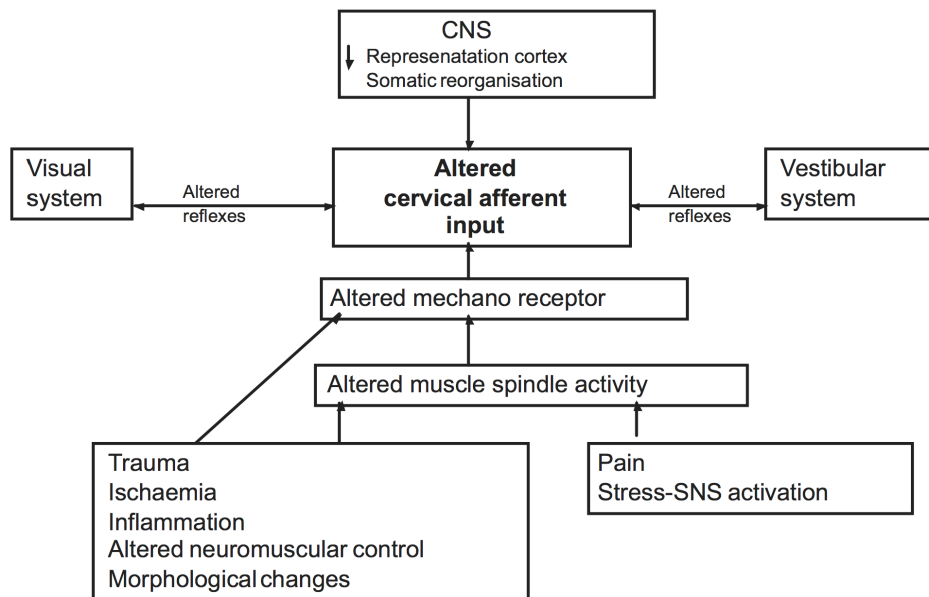 CNS
Represenatation cortex
Somatic reorganisation
Visual
system
Altered
reflexes
Altered
cervical afferent
input
Altered
reflexes
Vestibular
system
Altered mechano receptor
Altered muscle spindle activity
Trauma
Ischaemia
Inflammation
Altered neuromuscular control
Morphological changes
Pain
Stress-SNS activation